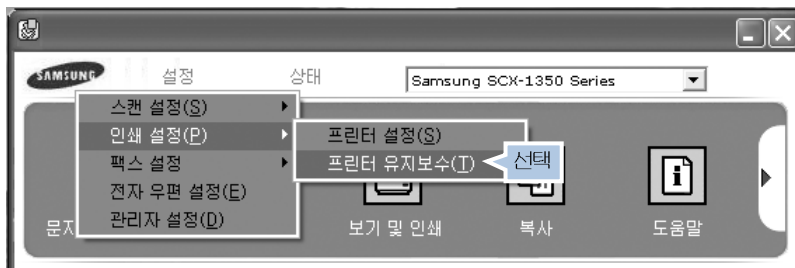 SAMSUNG 설정 상태 Samsung SCX-1350 Series
스캔 설정(S)
인쇄 설정(P) 프린터 설정(S)
팩스 설정 프린터 유지보수(T) 선택
전자 우편 설정(E)
관리자 설정(D)
문자 보기 및 인쇄 복사 도움말